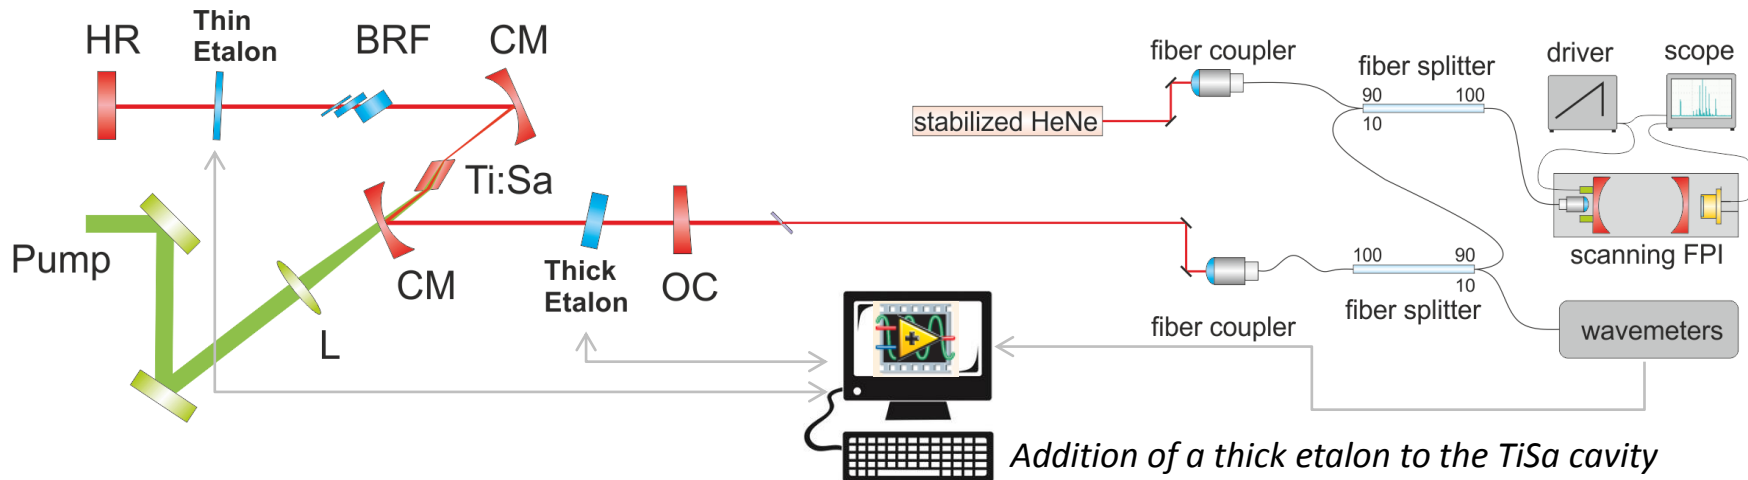 HR
Thin
Etalon
BRF
CM
Ti:Sa
Pump
L
CM
Thick
Etalon
OC
stabilized HeNe
fiber coupler
fiber splitter
90
100
10
driver
scope
scanning FPI
100
90
10
fiber splitter
fiber coupler
wavemeters
Addition of a thick etalon to the TiSa cavity